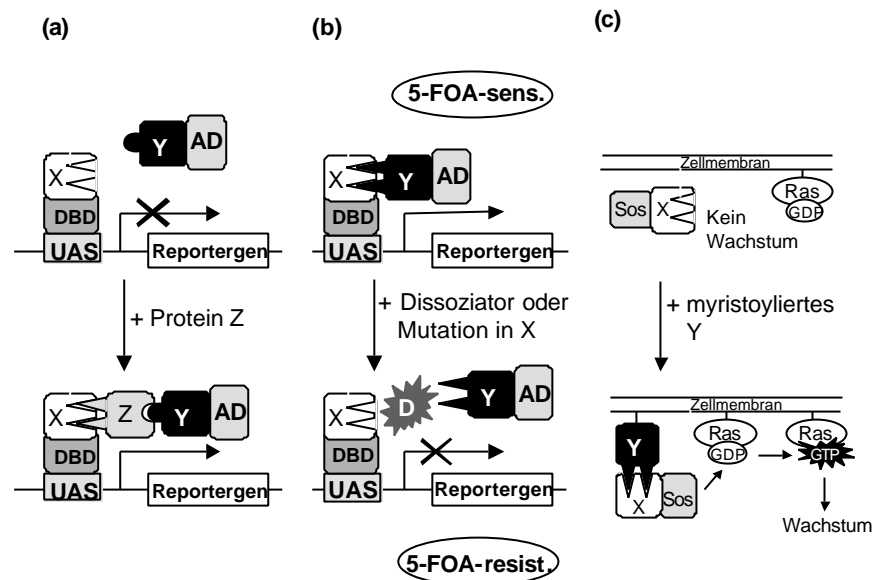 (a)
Y
AD
X
DBD
UAS
Reportergen
+ Protein Z
X
Z
Y
AD
DBD
UAS
Reportergen
(b)
5-FOA-sens.
X
Y
AD
DBD
UAS
Reportergen
+ Dissoziator oder
Mutation in X
X
D
Y
AD
DBD
UAS
Reportergen
5-FOA-resist.
(c)
Zellmembran
Ras
GDP
Sos
X
Kein
Wachstum
+ myristoyliertes
Y
Zellmembran
Y
X
Sos
Ras
GDP
Ras
GTP
Wachstum